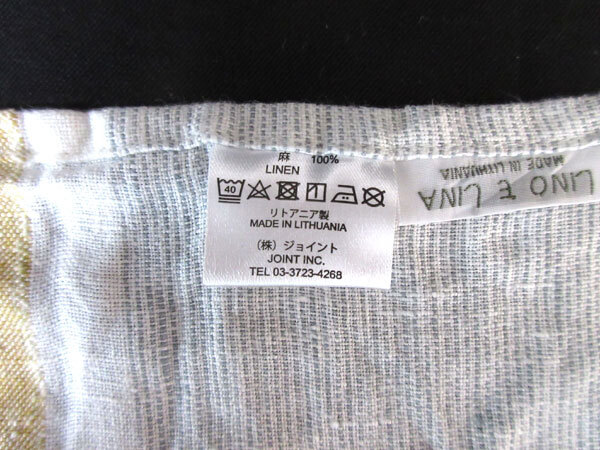 麻 100%
LINEN
40
リトアニア製
MADE IN LITHUANIA
（株）ジョイント
JOINT INC.
TEL 03-3723-4268
LINO E LINA
MADE IN LITHUANIA